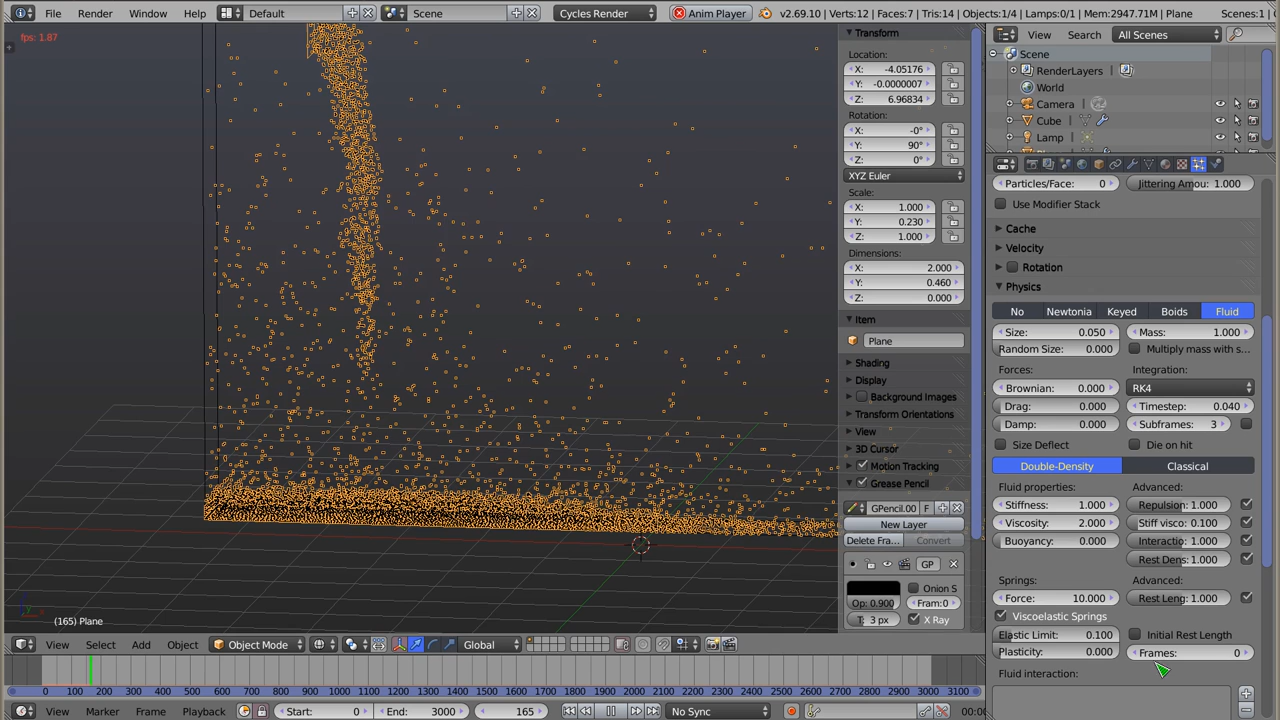 File Render Window Help Default Scene Cycles Render Anim Player v2.69.10 | Verts:12 | Faces:7 | Tris:14 | Objects:1/4 | Lamps:0/1 | Mem:2947.71M | Plane Scenes:1
fps: 1.87
(165) Plane
View Select Add Object Object Mode Global
0 100 200 300 400 500 600 700 800 900 1000 1100 1200 1300 1400 1500 1600 1700 1800 1900 2000 2100 2200 2300 2400 2500 2600 2700 2800 2900 3000 3100
View Marker Frame Playback Start: 0 End: 3000 165 No Sync 00:0
Transform
Location:
X: -4.05176
Y: -0.0000007
Z: 6.96834
Rotation:
X: -0°
Y: 90°
Z: 0°
XYZ Euler
Scale:
X: 1.000
Y: 0.230
Z: 1.000
Dimensions:
X: 2.000
Y: 0.460
Z: 0.000
Item
Plane
Shading
Display
Background Images
Transform Orientations
View
3D Cursor
Motion Tracking
Grease Pencil
GPencil.00 F
New Layer
Delete Fra... Convert
GP
Onion S
Op: 0.900 Fram:0
T: 3 px X Ray
View Search All Scenes
Scene
RenderLayers
World
Camera
Cube
Lamp
Particles/Face: 0 Jittering Amou: 1.000
Use Modifier Stack
Cache
Velocity
Rotation
Physics
No Newtonia Keyed Boids Fluid
Size: 0.050 Mass: 1.000
Random Size: 0.000 Multiply mass with s...
Forces: Integration:
Brownian: 0.000 RK4
Drag: 0.000 Timestep: 0.040
Damp: 0.000 Subframes: 3
Size Deflect Die on hit
Double-Density Classical
Fluid properties: Advanced:
Stiffness: 1.000 Repulsion: 1.000
Viscosity: 2.000 Stiff visco: 0.100
Buoyancy: 0.000 Interactio: 1.000
Rest Dens: 1.000
Springs: Advanced:
Force: 10.000 Rest Leng: 1.000
Viscoelastic Springs
Elastic Limit: 0.100 Initial Rest Length
Plasticity: 0.000 Frames: 0
Fluid interaction: